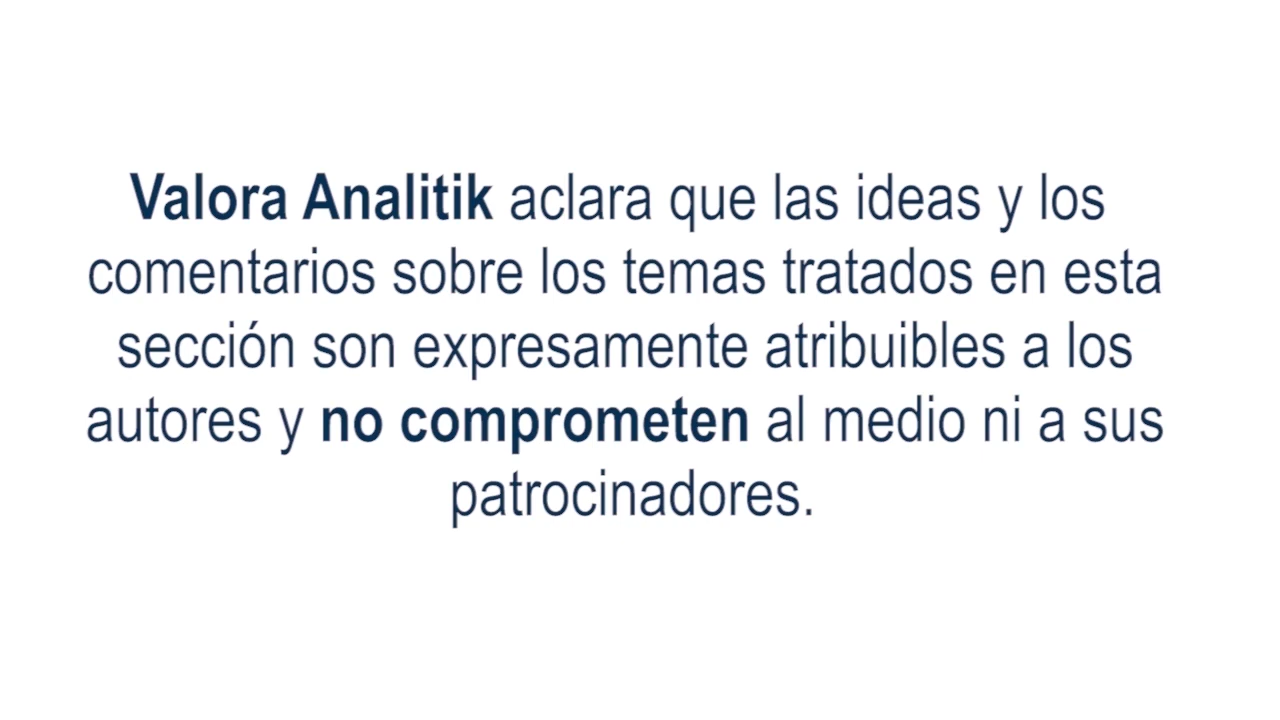 Valora Analitik aclara que las ideas y los
comentarios sobre los temas tratados en esta
sección son expresamente atribuibles a los
autores y no comprometen al medio ni a sus
patrocinadores.